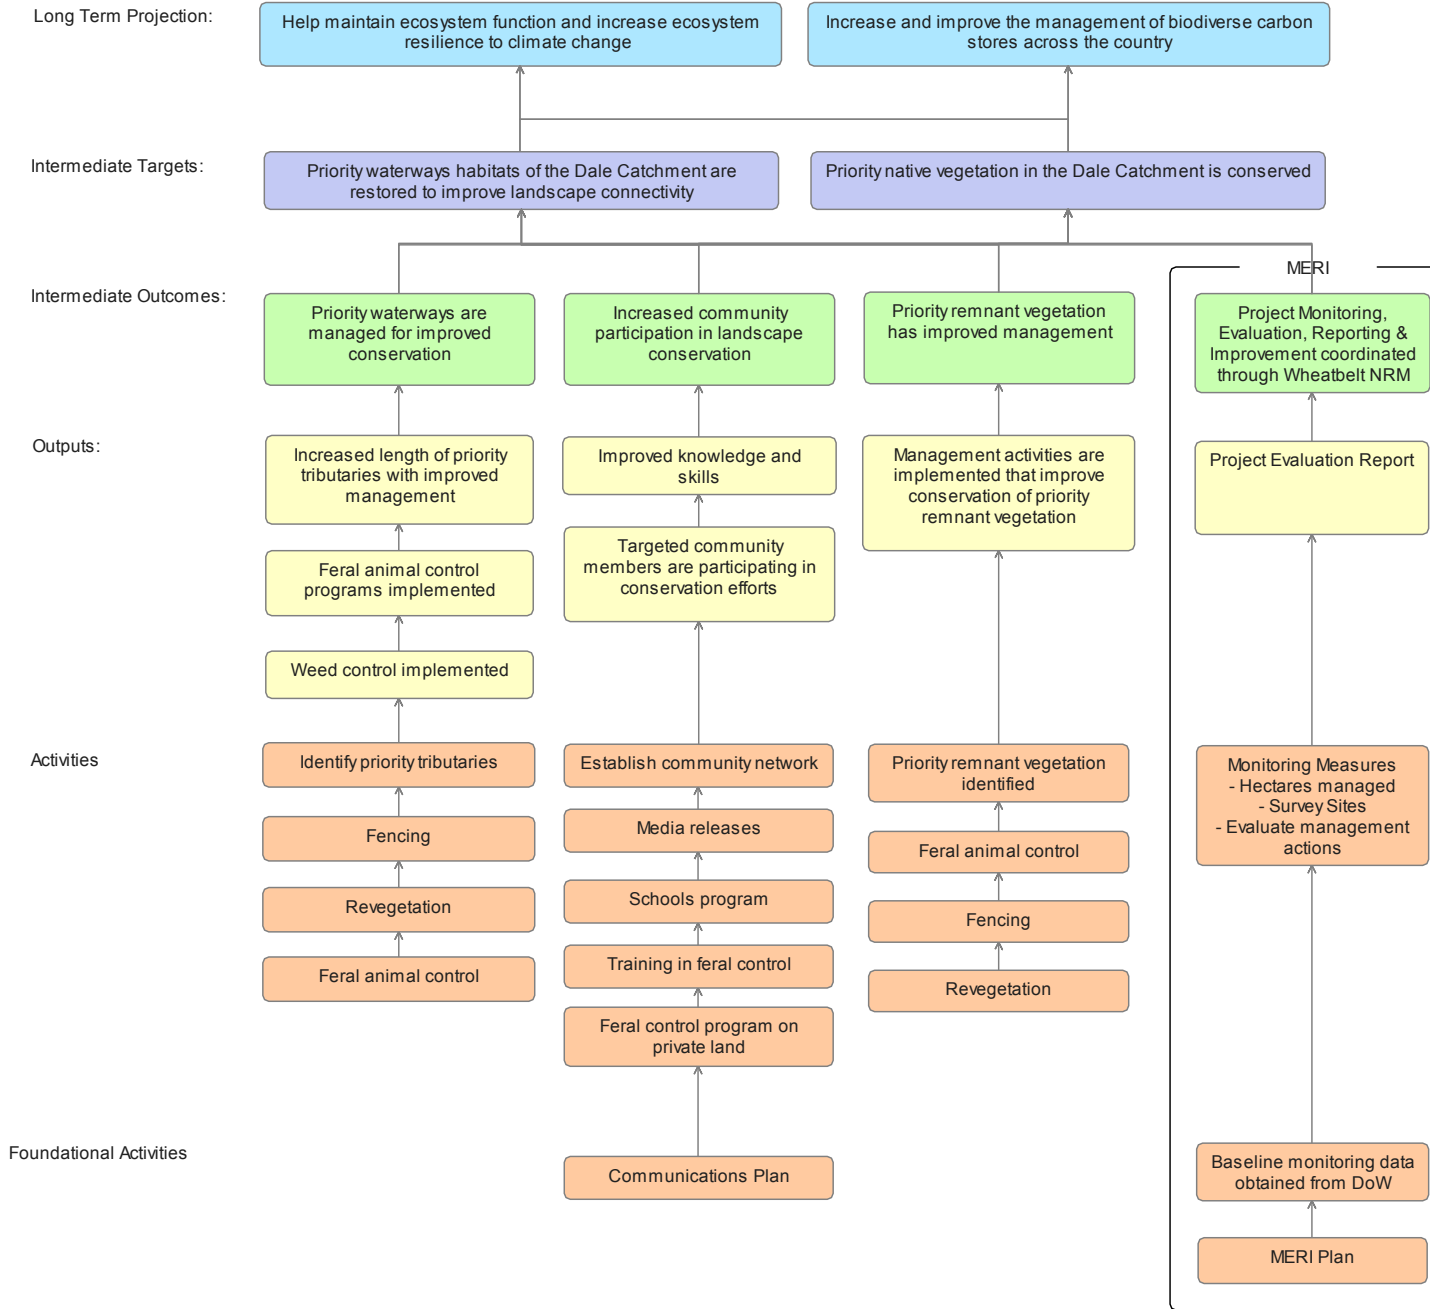 Long Term Projection:
Help maintain ecosystem function and increase ecosystem
resilience to climate change
Increase and improve the management of biodiverse carbon
stores across the country
Intermediate Targets:
Priority waterways habitats of the Dale Catchment are
restored to improve landscape connectivity
Priority native vegetation in the Dale Catchment is conserved
MERI
Intermediate Outcomes:
Priority waterways are
managed for improved
conservation
Increased community
participation in landscape
conservation
Priority remnant vegetation
has improved management
Project Monitoring,
Evaluation, Reporting &
Improvement coordinated
through Wheatbelt NRM
Outputs:
Increased length of priority
tributaries with improved
management
Improved knowledge and
skills
Management activities are
implemented that improve
conservation of priority
remnant vegetation
Project Evaluation Report
Feral animal control
programs implemented
Targeted community
members are participating in
conservation efforts
Weed control implemented
Activities
Identify priority tributaries
Establish community network
Priority remnant vegetation
identified
Monitoring Measures
- Hectares managed
- Survey Sites
- Evaluate management
actions
Fencing
Media releases
Feral animal control
Revegetation
Schools program
Fencing
Feral animal control
Training in feral control
Revegetation
Feral control program on
private land
Foundational Activities
Communications Plan
Baseline monitoring data
obtained from DoW
MERI Plan